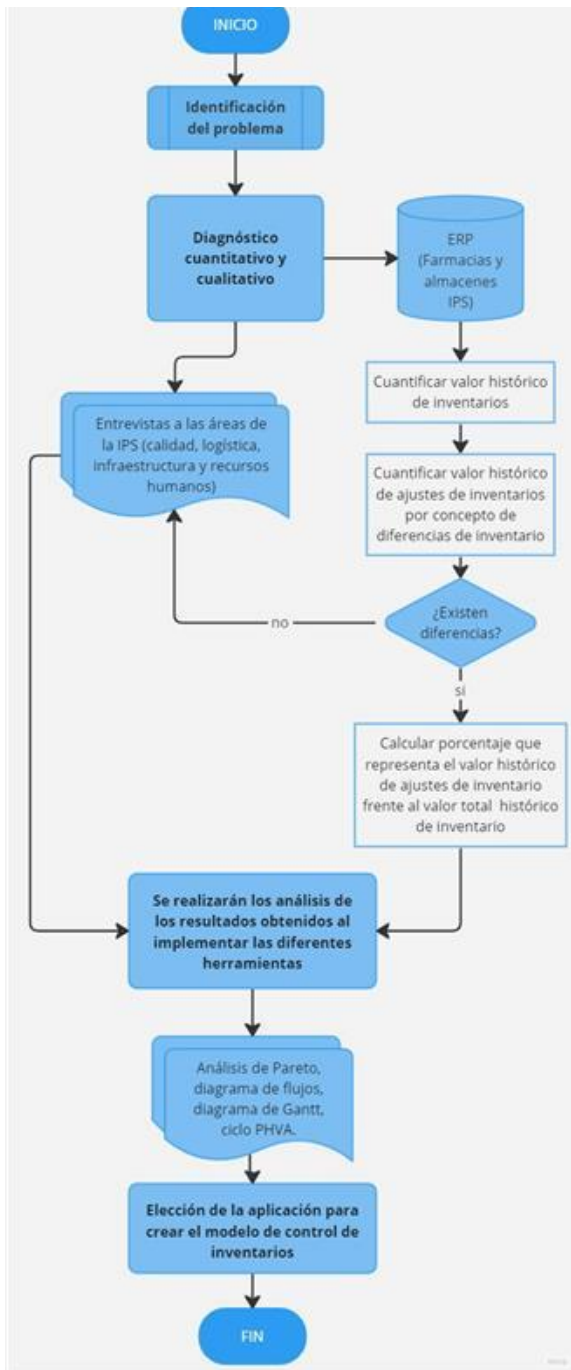 INICIO
Identificación
del problema
Diagnóstico
cuantitativo y
cualitativo
ERP
(Farmacias y
almacenes
IPS)
Cuantificar valor histórico
de inventarios
Entrevistas a las áreas de
la IPS (calidad, logística,
infraestructura y recursos
humanos)
Cuantificar valor histórico
de ajustes de inventarios
por concepto de
diferencias de inventario
¿Existen
diferencias?
no
sí
Calcular porcentaje que
representa el valor histórico
de ajustes de inventario
frente al valor total histórico
de inventario
Se realizarán los análisis de
los resultados obtenidos al
implementar las diferentes
herramientas
Análisis de Pareto,
diagrama de flujos,
diagrama de Gantt,
ciclo PHVA.
Elección de la aplicación para
crear el modelo de control de
inventarios
FIN